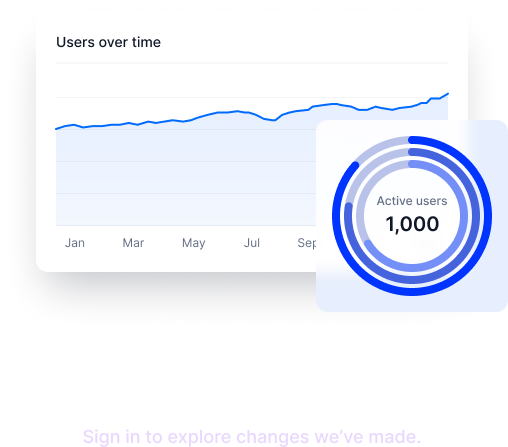 Users over time
Active users
1,000
Jan Mar May Jul Sep
Sign in to explore changes we've made.